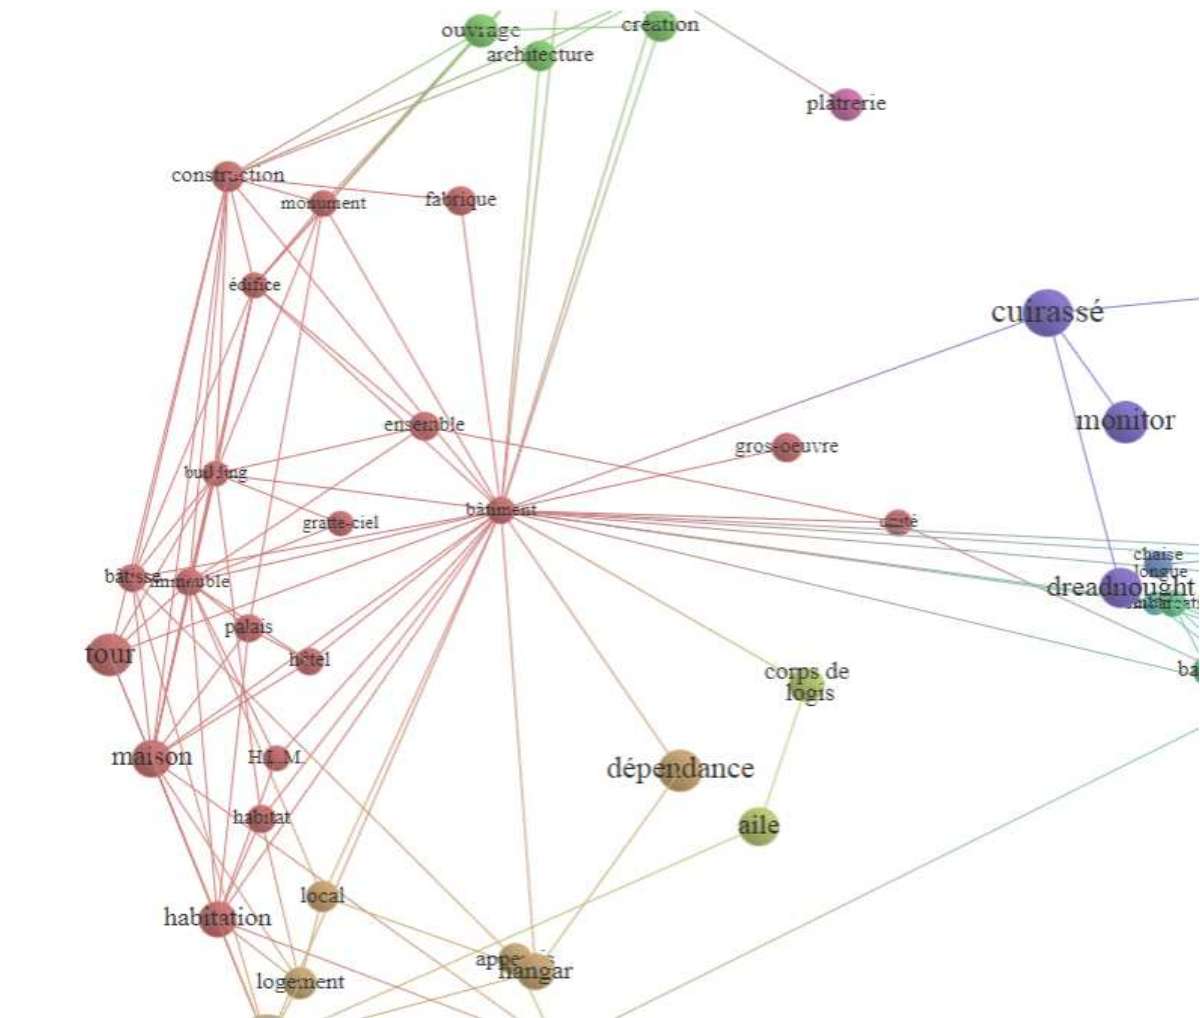 ouvrage
création
architecture
plâtrerie
construction
monument
fabrique
édifice
cuirassé
monitor
ensemble
gros-oeuvre
building
bâtiment
gratte-ciel
unité
chaise
longue
bâtisse
immeuble
dreadnought
palais
tour
hôtel
ba
corps de
logis
maison
H.L.M.
dépendance
habitat
aile
local
habitation
hangar
logement